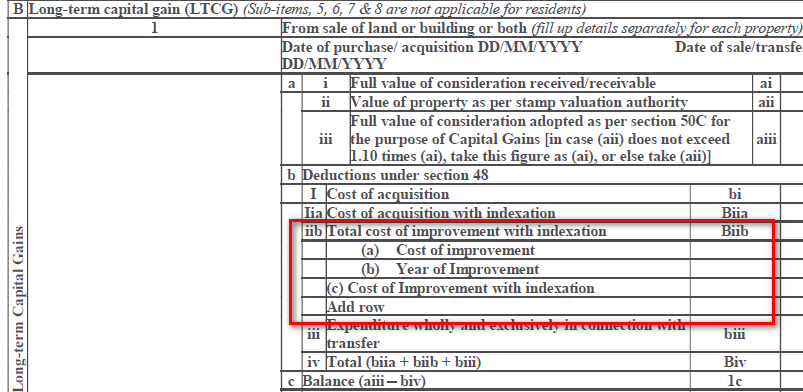 B Long-term capital gain (LTCG) (Sub-items, 5, 6, 7 & 8 are not applicable for residents)
1 From sale of land or building or both (fill up details separately for each property)
Date of purchase/ acquisition DD/MM/YYYY Date of sale/transfe
DD/MM/YYYY
a i Full value of consideration received/receivable ai
ii Value of property as per stamp valuation authority aii
Full value of consideration adopted as per section 50C for
iii the purpose of Capital Gains [in case (aii) does not exceed aiii
1.10 times (ai), take this figure as (ai), or else take (aii)]
b Deductions under section 48
I Cost of acquisition bi
Iia Cost of acquisition with indexation Biia
iib Total cost of improvement with indexation Biib
(a) Cost of improvement
(b) Year of Improvement
(c) Cost of Improvement with indexation
Add row
iii Expenditure wholly and exclusively in connection with biii
transfer
iv Total (biia + biib + biii) Biv
c Balance (aiii – biv) 1c
Long-term Capital Gains